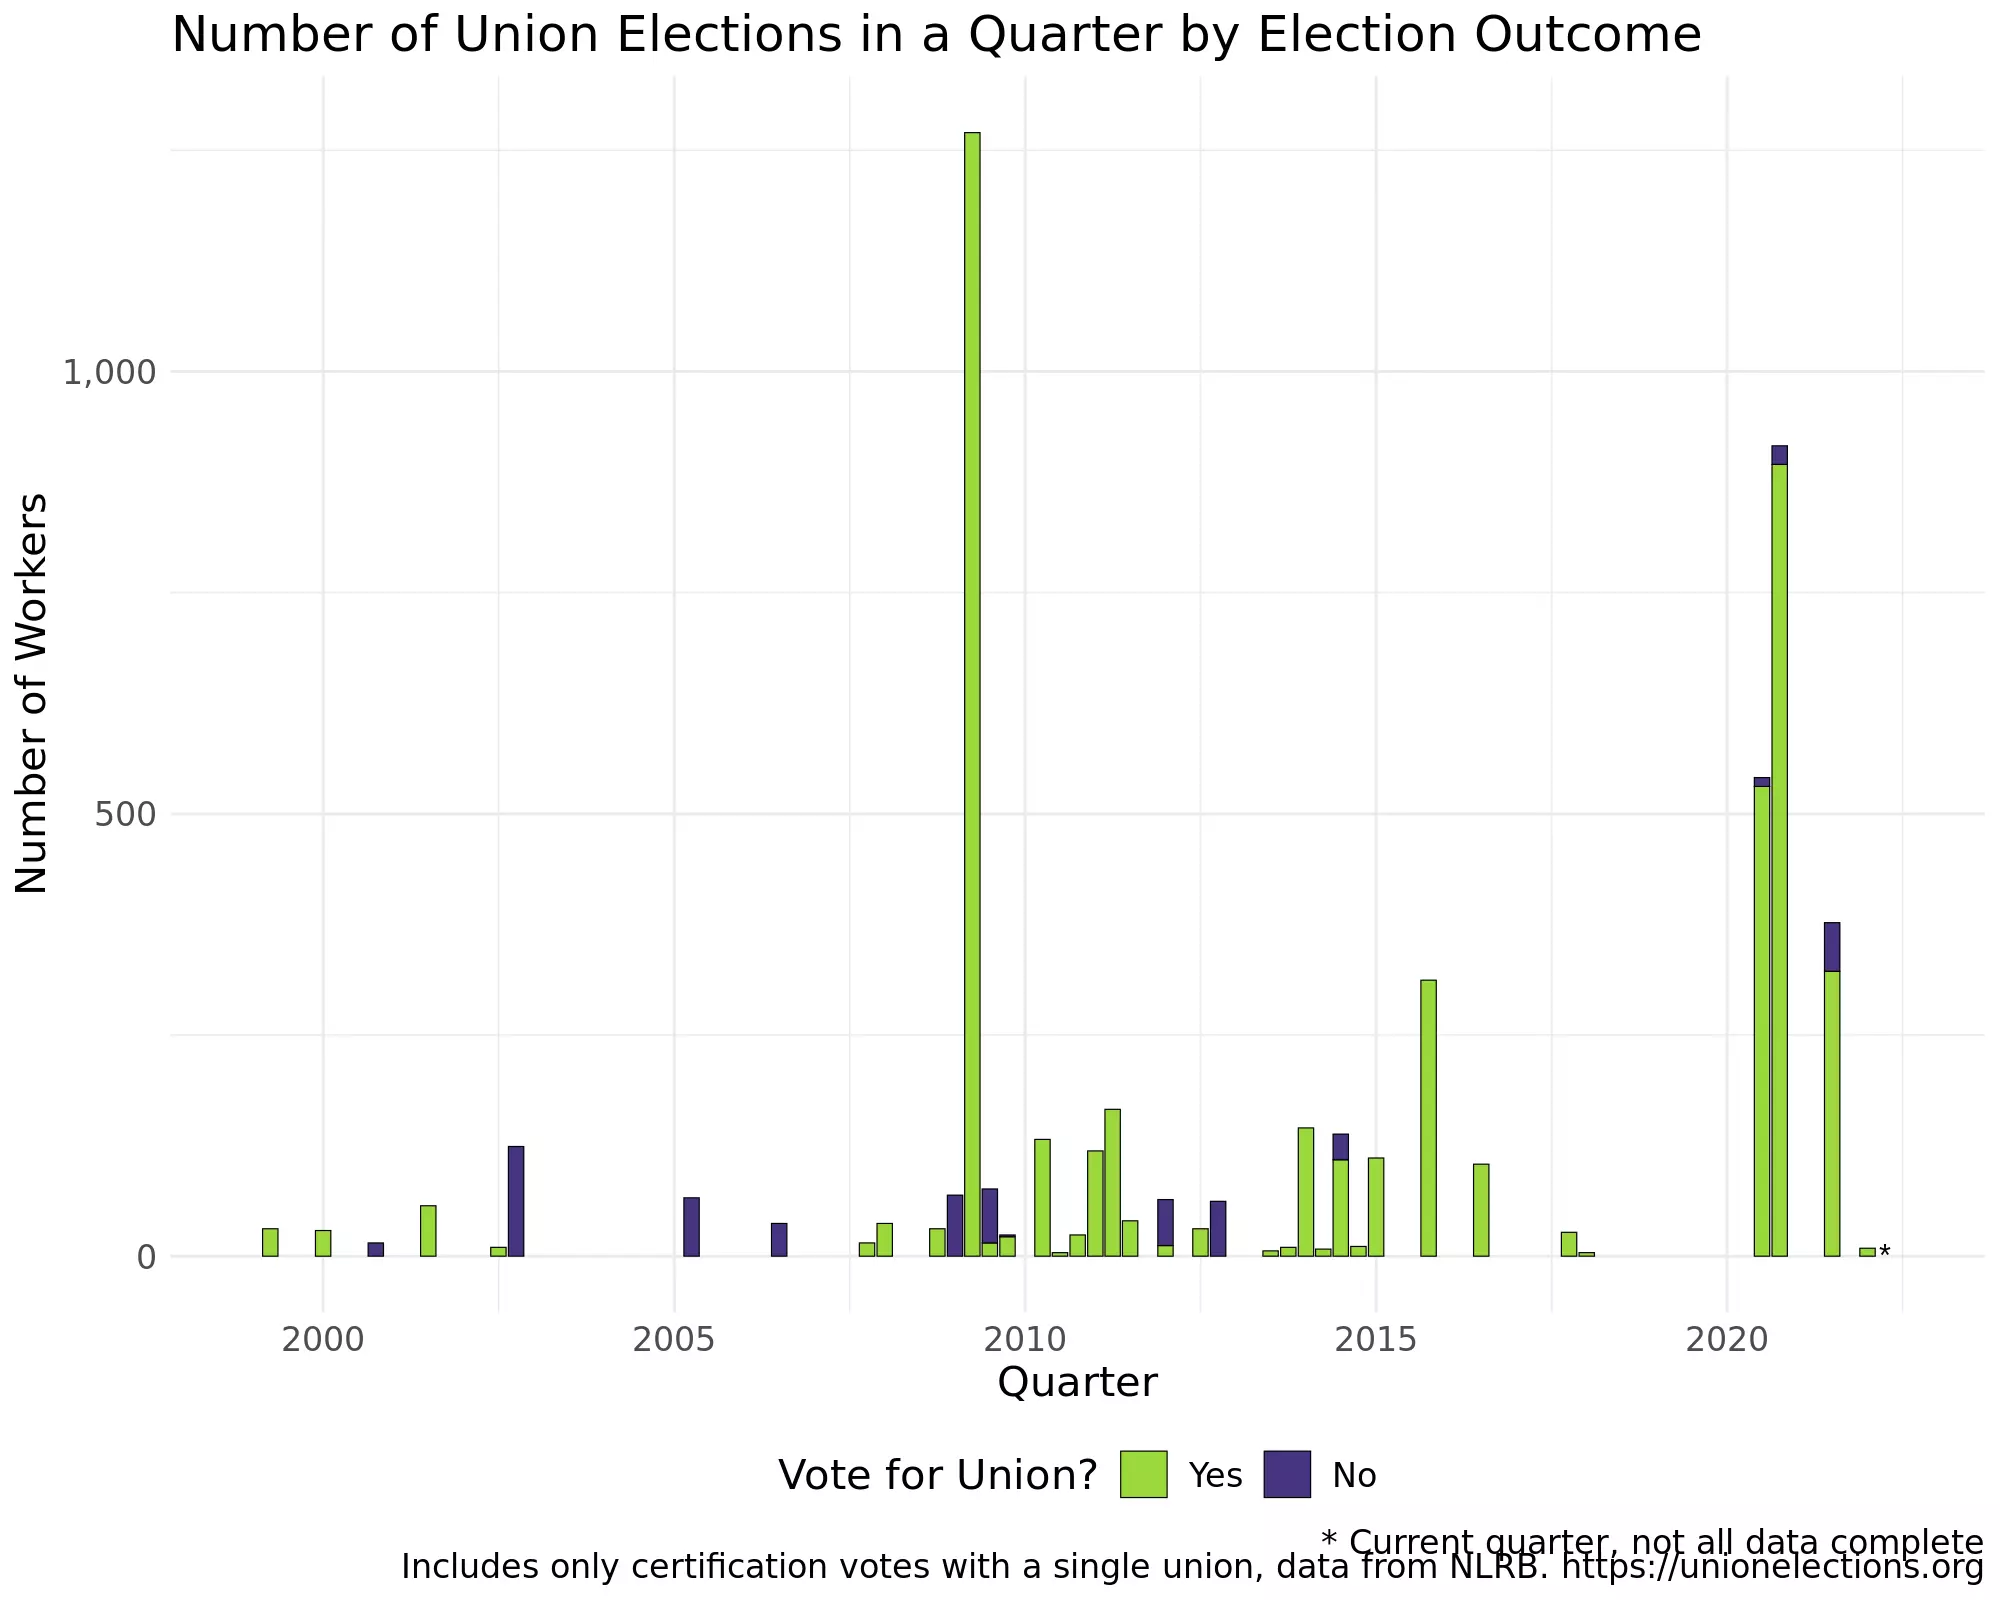 Number of Union Elections in a Quarter by Election Outcome
Number of Workers
1,000
500
0
*
2000 2005 2010 2015 2020
Quarter
Vote for Union? Yes No
* Current quarter, not all data complete
Includes only certification votes with a single union, data from NLRB. https://unionelections.org